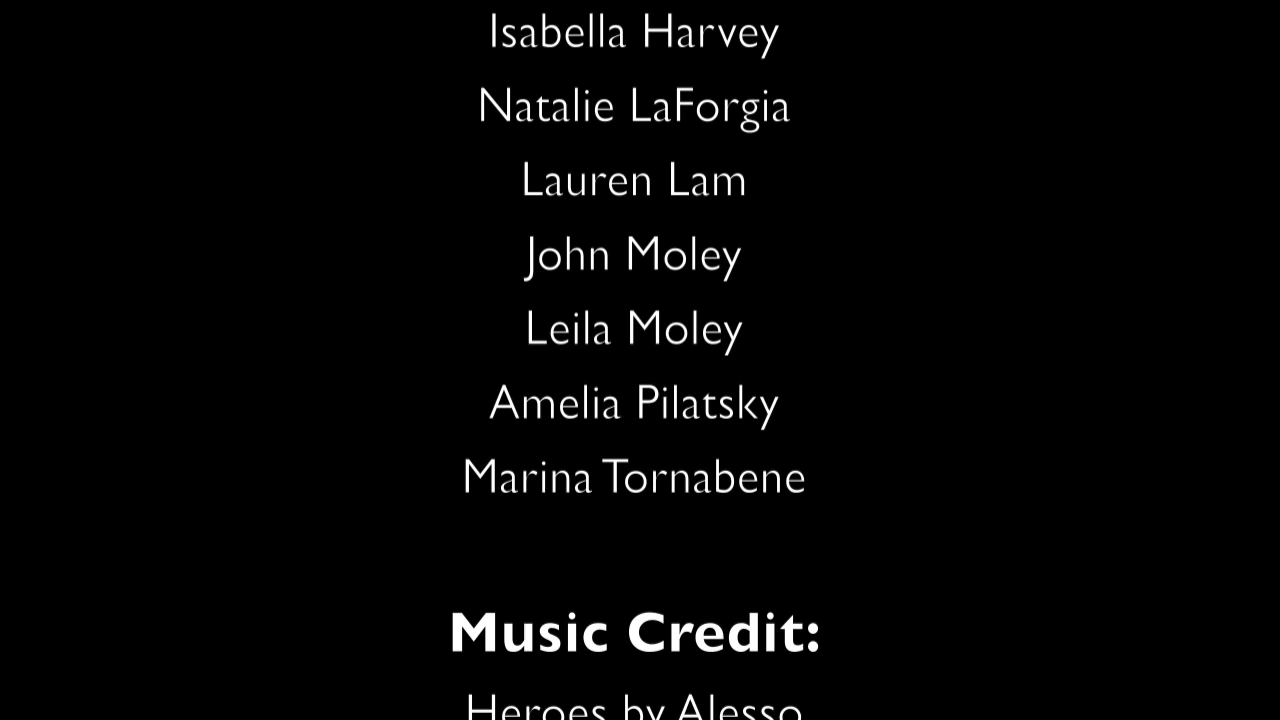 Isabella Harvey
Natalie LaForgia
Lauren Lam
John Moley
Leila Moley
Amelia Pilatsky
Marina Tornabene
Music Credit:
Heroes by Alesso